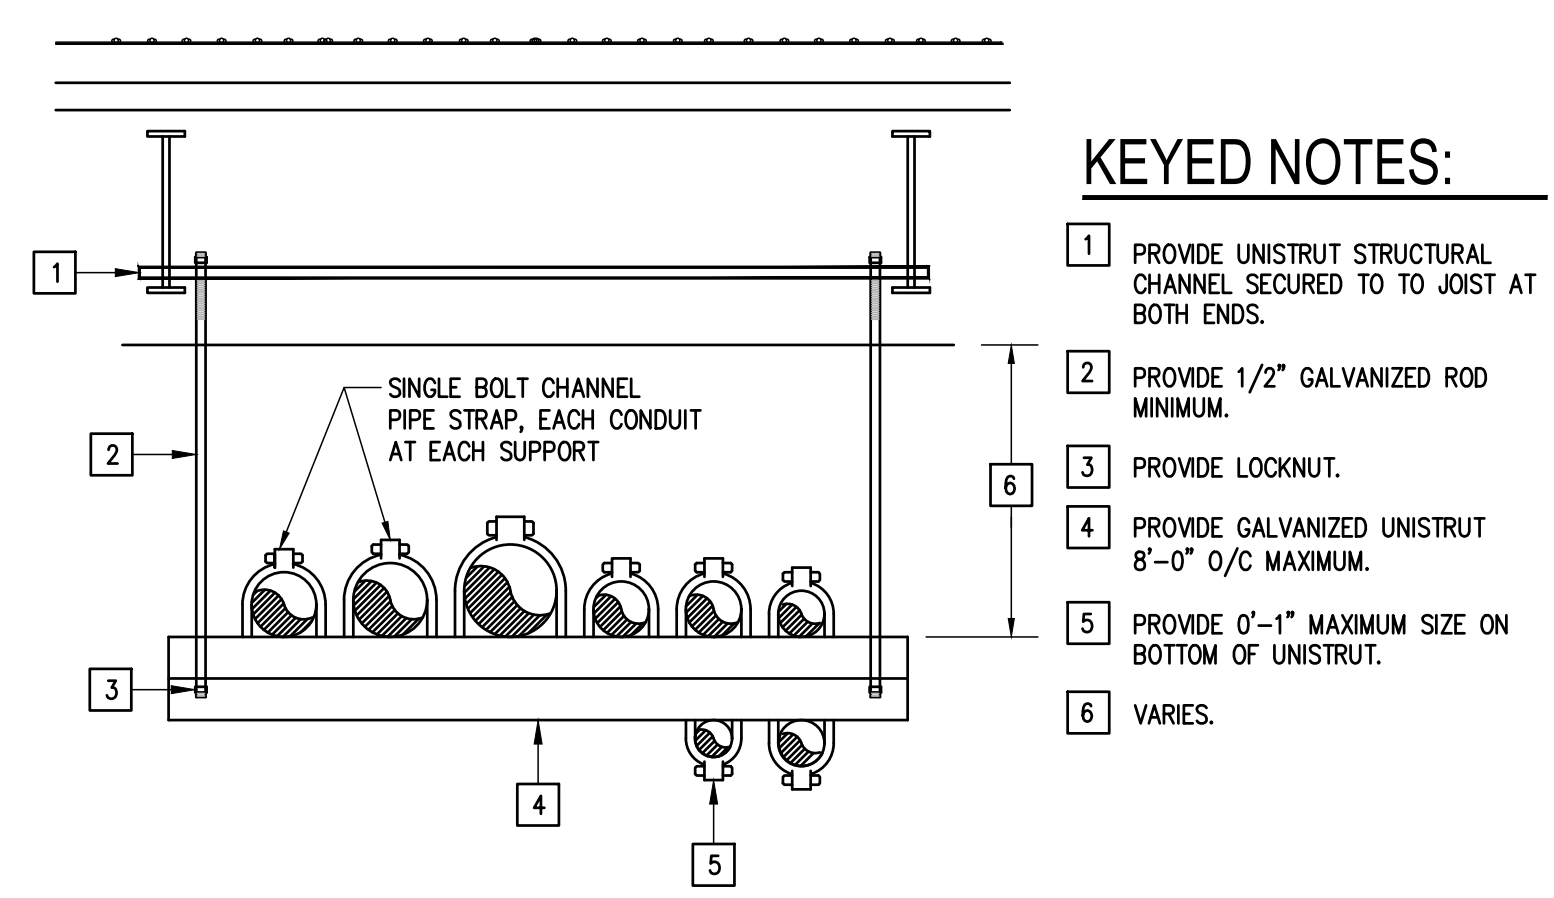 KEYED NOTES:
1
PROVIDE UNISTRUT STRUCTURAL
CHANNEL SECURED TO TO JOIST AT
BOTH ENDS.
2
PROVIDE 1/2" GALVANIZED ROD
MINIMUM.
3
PROVIDE LOCKNUT.
4
PROVIDE GALVANIZED UNISTRUT
8'-0" O/C MAXIMUM.
5
PROVIDE 0'-1" MAXIMUM SIZE ON
BOTTOM OF UNISTRUT.
6
VARIES.
1
SINGLE BOLT CHANNEL
PIPE STRAP, EACH CONDUIT
AT EACH SUPPORT
2
6
3
4
5